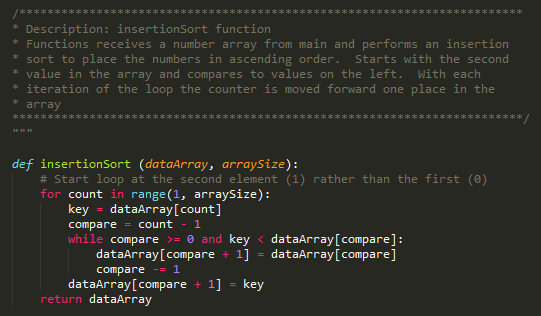 /************************************************************************
* Description: insertionSort function
* Functions receives a number array from main and performs an insertion
* sort to place the numbers in ascending order.  Starts with the second
* value in the array and compares to values on the left.  With each
* iteration of the loop the counter is moved forward one place in the
* array
*************************************************************************/
"""
def insertionSort (dataArray, arraySize):
    # Start loop at the second element (1) rather than the first (0)
    for count in range(1, arraySize):
        key = dataArray[count]
        compare = count - 1
        while compare >= 0 and key < dataArray[compare]:
            dataArray[compare + 1] = dataArray[compare]
            compare -= 1
        dataArray[compare + 1] = key
    return dataArray